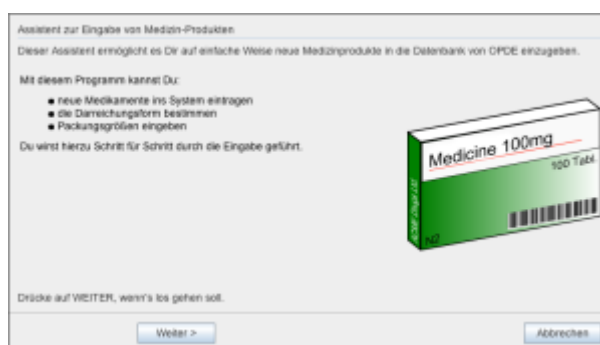 Assistent zur Eingabe von Medizin-Produkten
Dieser Assistent ermöglicht es Dir auf einfache Weise neue Medizinprodukte in die Datenbank von OPDE einzugeben.
Mit diesem Programm kannst Du:
● neue Medikamente ins System eintragen
● die Darreichungsform bestimmen
● Packungsgrößen eingeben
Du wirst hierzu Schritt für Schritt durch die Eingabe geführt.
Medicine 100mg
100 Tabl.
N2
Drücke auf WEITER, wenn's los gehen soll.
Weiter >
Abbrechen